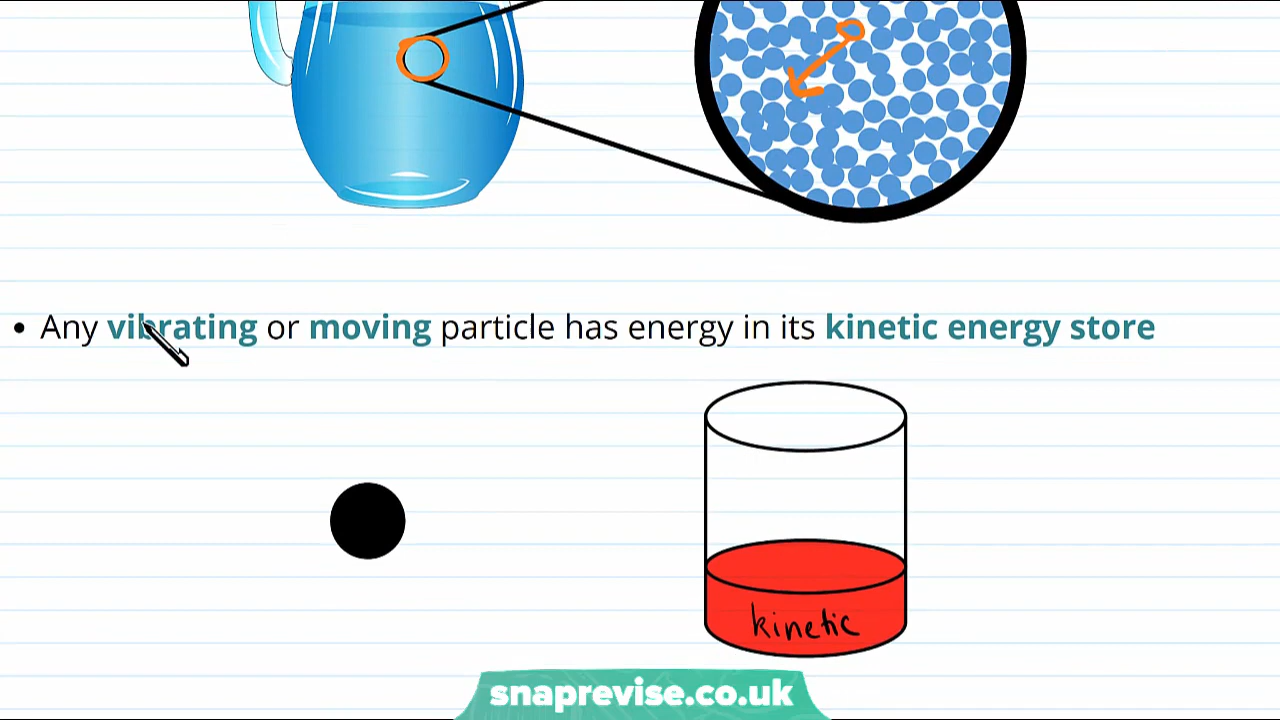 Any vibrating or moving particle has energy in its kinetic energy store
kinetic
snaprevise.co.uk